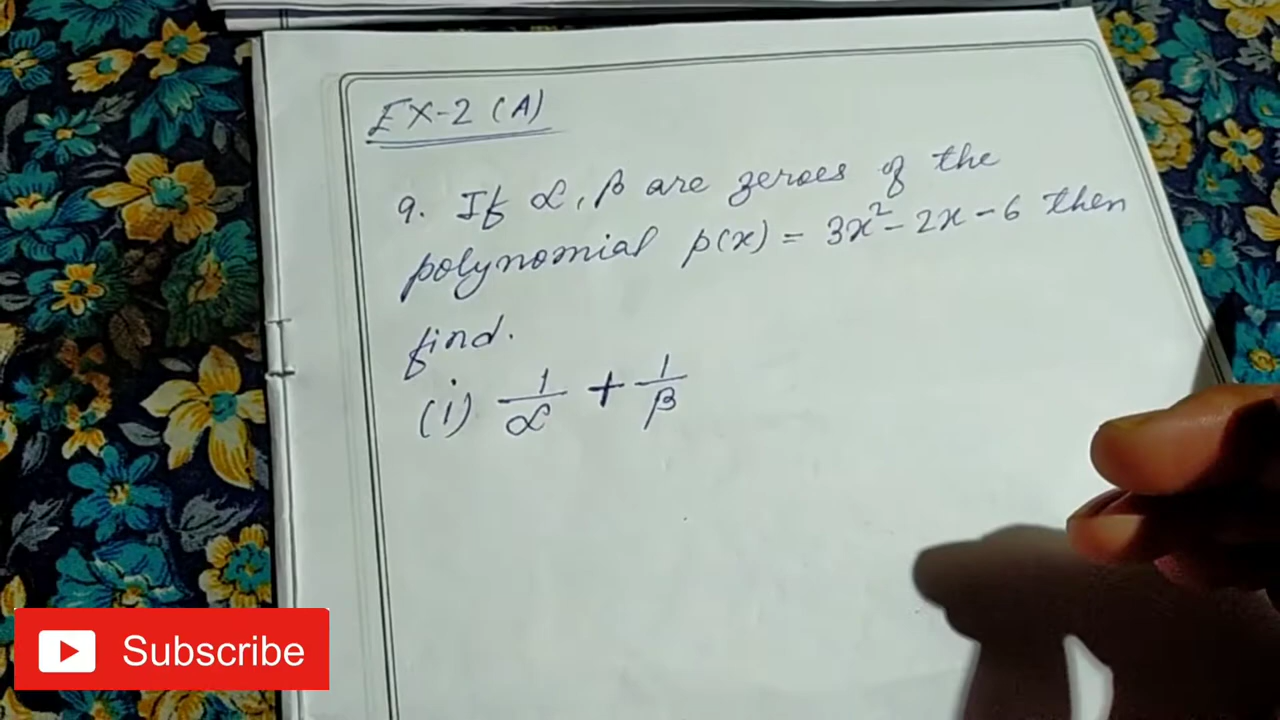 EX-2 (A)
9. If α, β are zeroes of the
polynomial p(x) = 3x² - 2x - 6 then
find.
(i) 1/α + 1/β
Subscribe